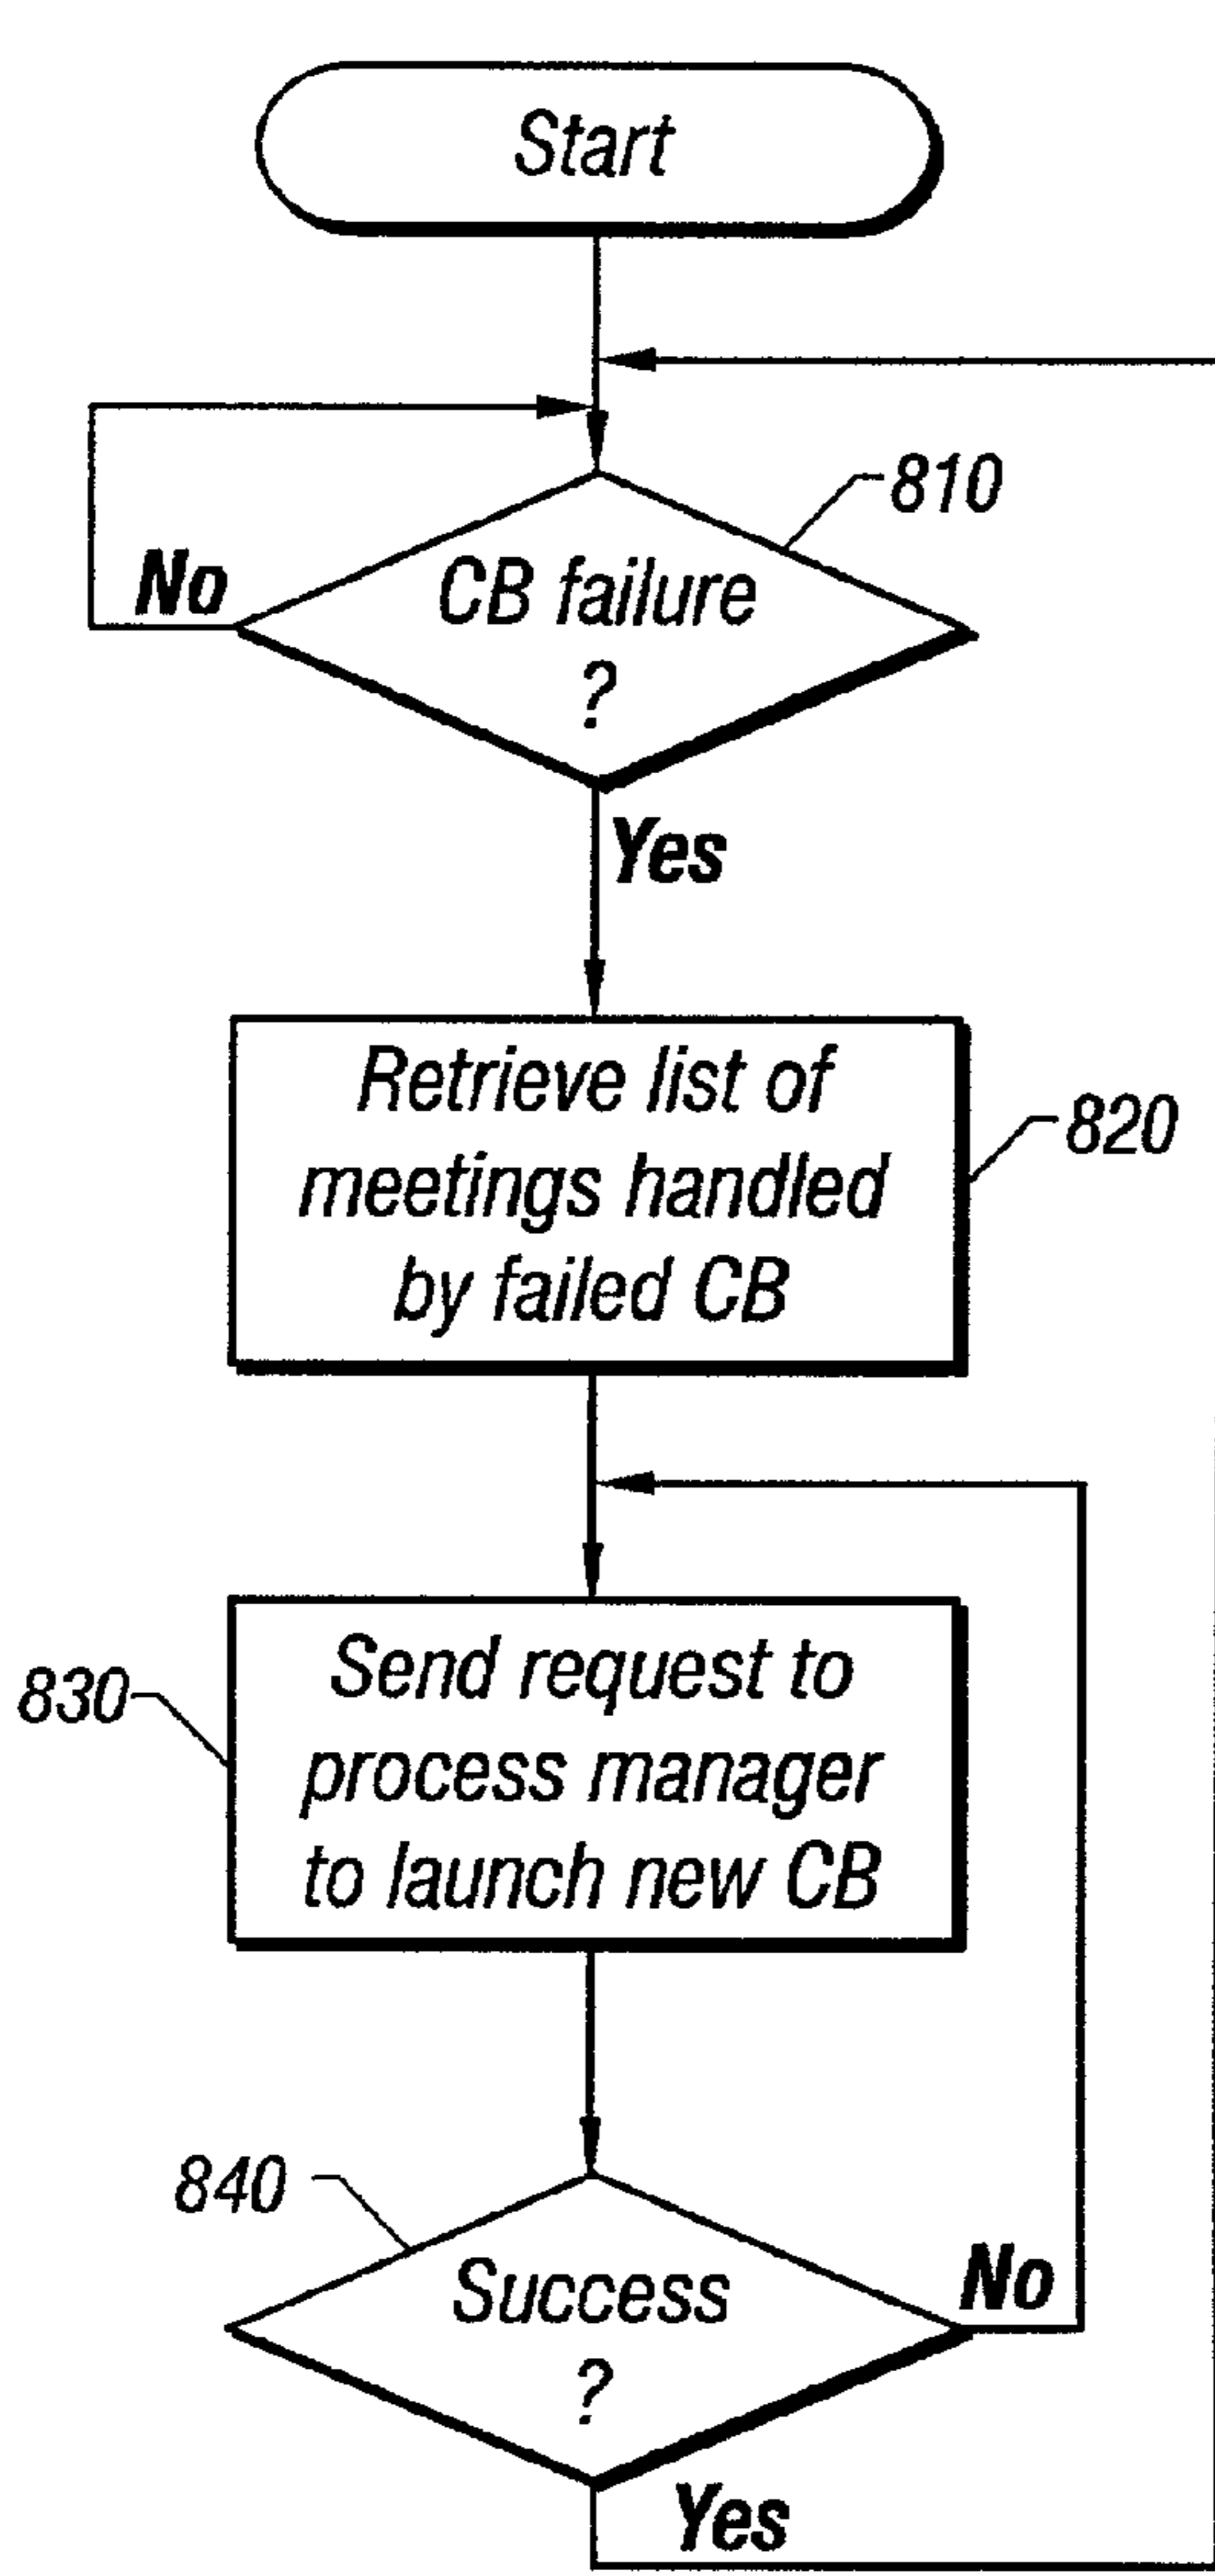 Start
810
CB failure
?
No
Yes
Retrieve list of
meetings handled
by failed CB
820
Send request to
process manager
to launch new CB
830
840
Success
?
No
Yes